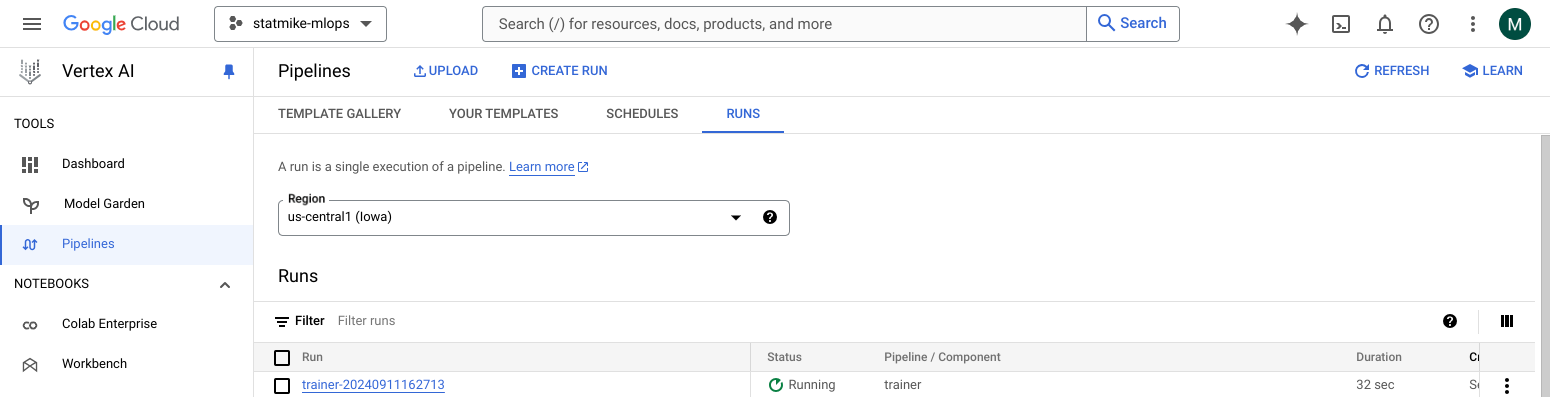 Google Cloud
statmike-mlops
Search (/) for resources, docs, products, and more
Search
M
Vertex AI
Pipelines
UPLOAD
CREATE RUN
REFRESH
LEARN
TOOLS
Dashboard
Model Garden
Pipelines
NOTEBOOKS
Colab Enterprise
Workbench
TEMPLATE GALLERY
YOUR TEMPLATES
SCHEDULES
RUNS
A run is a single execution of a pipeline. Learn more
Region
us-central1 (Iowa)
Runs
Filter Filter runs
Run Status Pipeline / Component Duration
trainer-20240911162713 Running trainer 32 sec